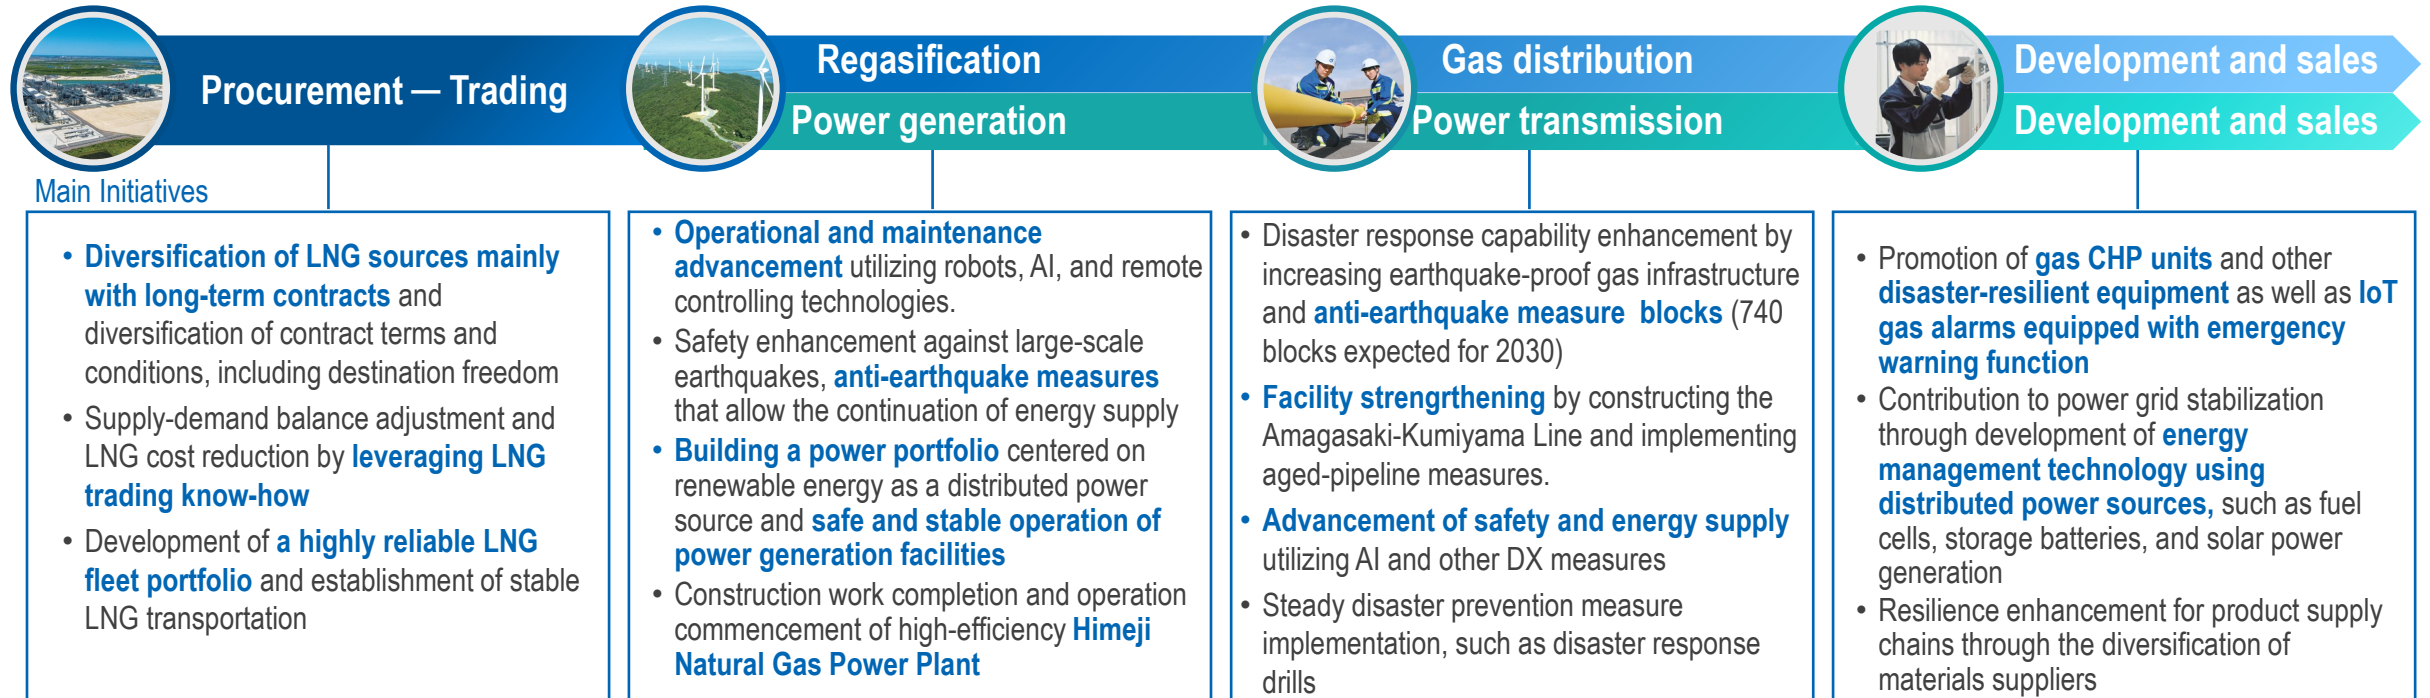 Procurement — Trading
Regasification
Power generation
Gas distribution
Power transmission
Development and sales
Development and sales
Main Initiatives
• Diversification of LNG sources mainly
with long-term contracts and
diversification of contract terms and
conditions, including destination freedom
• Supply-demand balance adjustment and
LNG cost reduction by leveraging LNG
trading know-how
• Development of a highly reliable LNG
fleet portfolio and establishment of stable
LNG transportation
• Operational and maintenance
advancement utilizing robots, AI, and remote
controlling technologies.
• Safety enhancement against large-scale
earthquakes, anti-earthquake measures
that allow the continuation of energy supply
• Building a power portfolio centered on
renewable energy as a distributed power
source and safe and stable operation of
power generation facilities
• Construction work completion and operation
commencement of high-efficiency Himeji
Natural Gas Power Plant
• Disaster response capability enhancement by
increasing earthquake-proof gas infrastructure
and anti-earthquake measure blocks (740
blocks expected for 2030)
• Facility strengrthening by constructing the
Amagasaki-Kumiyama Line and implementing
aged-pipeline measures.
• Advancement of safety and energy supply
utilizing AI and other DX measures
• Steady disaster prevention measure
implementation, such as disaster response
drills
• Promotion of gas CHP units and other
disaster-resilient equipment as well as IoT
gas alarms equipped with emergency
warning function
• Contribution to power grid stabilization
through development of energy
management technology using
distributed power sources, such as fuel
cells, storage batteries, and solar power
generation
• Resilience enhancement for product supply
chains through the diversification of
materials suppliers